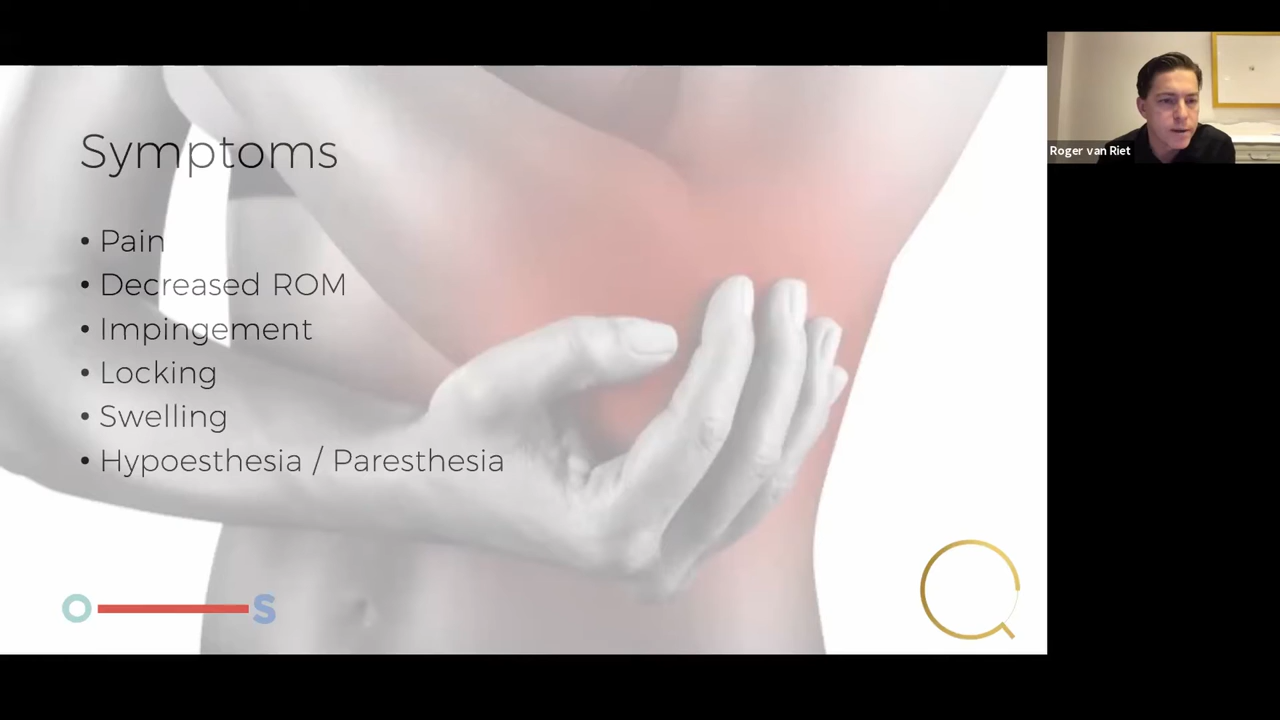 Symptoms
• Pain
• Decreased ROM
• Impingement
• Locking
• Swelling
• Hypoesthesia / Paresthesia
O S
Roger van Riet